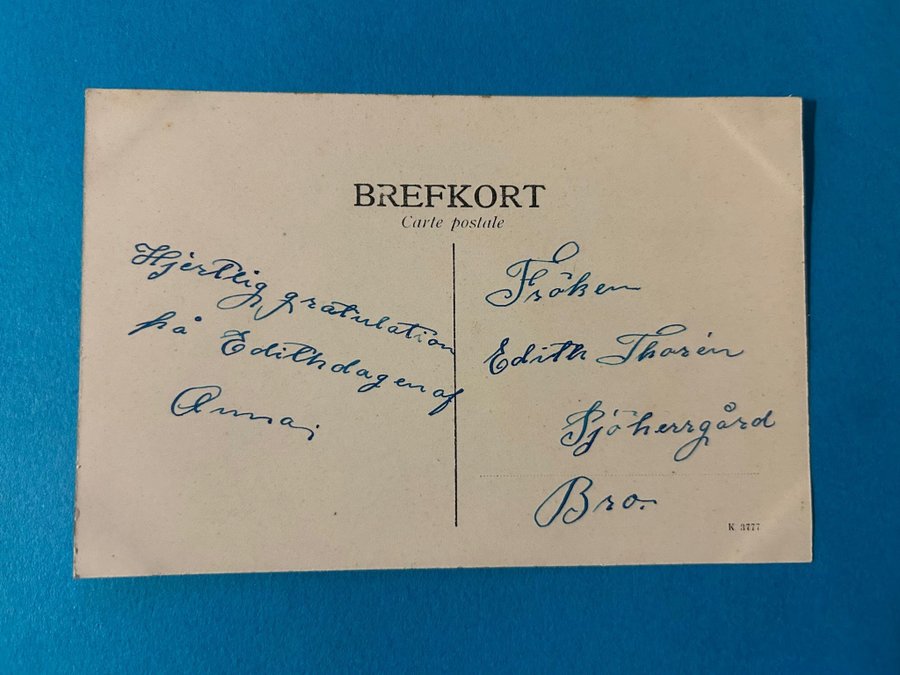 BREFKORT
Carte postale
Hjertlig gratulation
på Edithdagen af
Anna.
Fröken
Edith Thorén
Sjöherrgård
Bro.
K. 3777